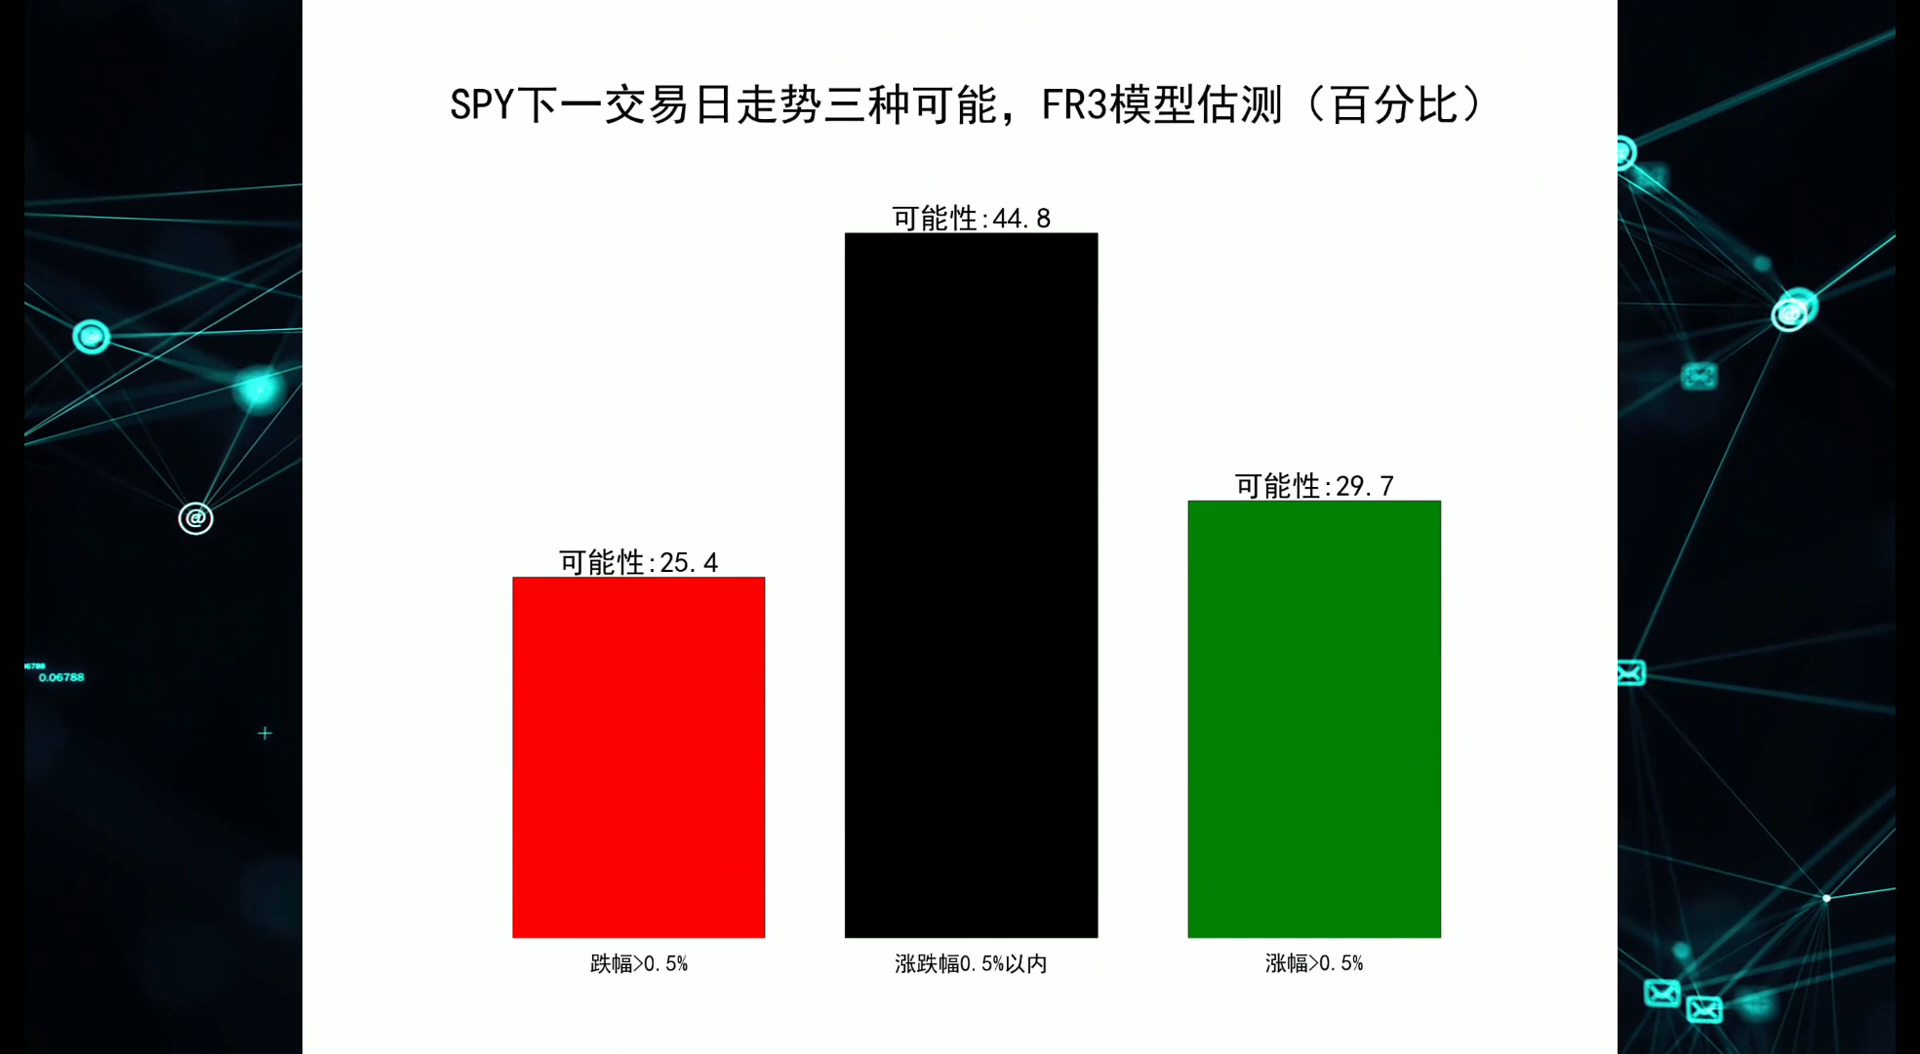 SPY下一交易日走势三种可能，FR3模型估测（百分比）
可能性:44.8
可能性:29.7
可能性:25.4
跌幅>0.5%
涨跌幅0.5%以内
涨幅>0.5%
0.06788
@